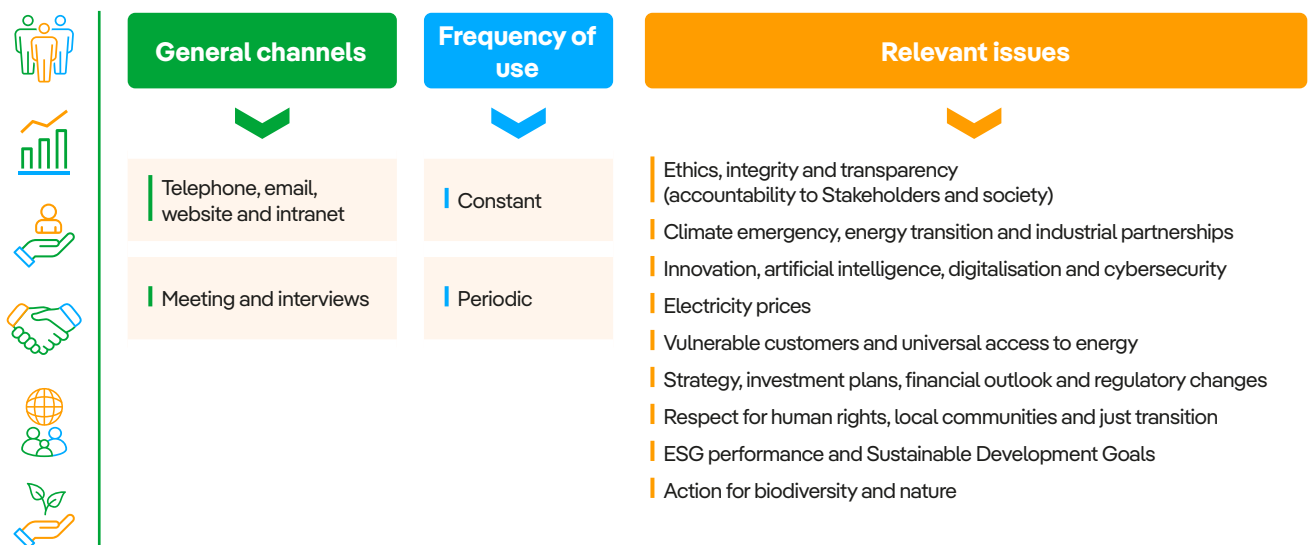 General channels
Frequency of
use
Relevant issues
Telephone, email,
website and intranet
Constant
Meeting and interviews
Periodic
Ethics, integrity and transparency
(accountability to Stakeholders and society)
Climate emergency, energy transition and industrial partnerships
Innovation, artificial intelligence, digitalisation and cybersecurity
Electricity prices
Vulnerable customers and universal access to energy
Strategy, investment plans, financial outlook and regulatory changes
Respect for human rights, local communities and just transition
ESG performance and Sustainable Development Goals
Action for biodiversity and nature